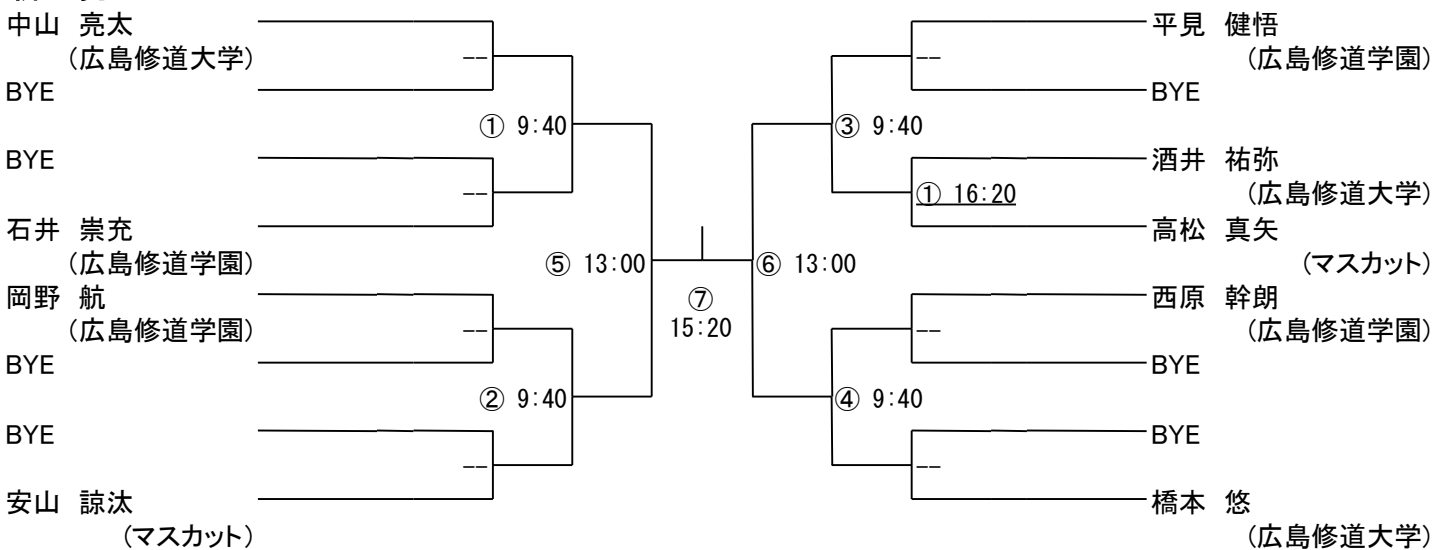 中山 亮太
(広島修道大学)
--
BYE
① 9:40
BYE
--
石井 崇充
(広島修道学園)
⑤ 13:00
岡野 航
(広島修道学園)
--
BYE
② 9:40
BYE
--
安山 諒汰
(マスカット)
⑦
15:20
平見 健悟
(広島修道学園)
--
BYE
③ 9:40
酒井 祐弥
(広島修道大学)
① 16:20
高松 真矢
(マスカット)
⑥ 13:00
西原 幹朗
(広島修道学園)
--
BYE
④ 9:40
BYE
--
橋本 悠
(広島修道大学)